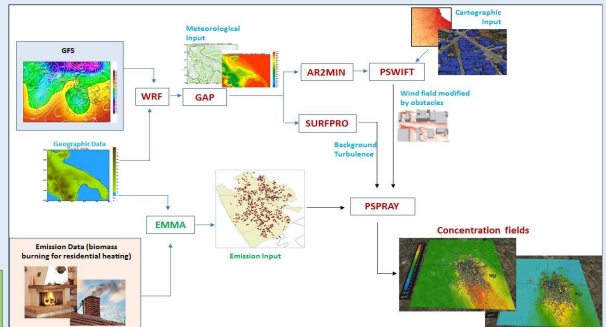 GFS
Meteorological
Input
Cartographic
Input
WRF
GAP
AR2MIN
PSWIFT
SURFPRO
Wind field modified
by obstacles
Geographic Data
Background
Turbulence
EMMA
PSPRAY
Emission Input
Emission Data (biomass
burning for residential heating)
Concentration fields